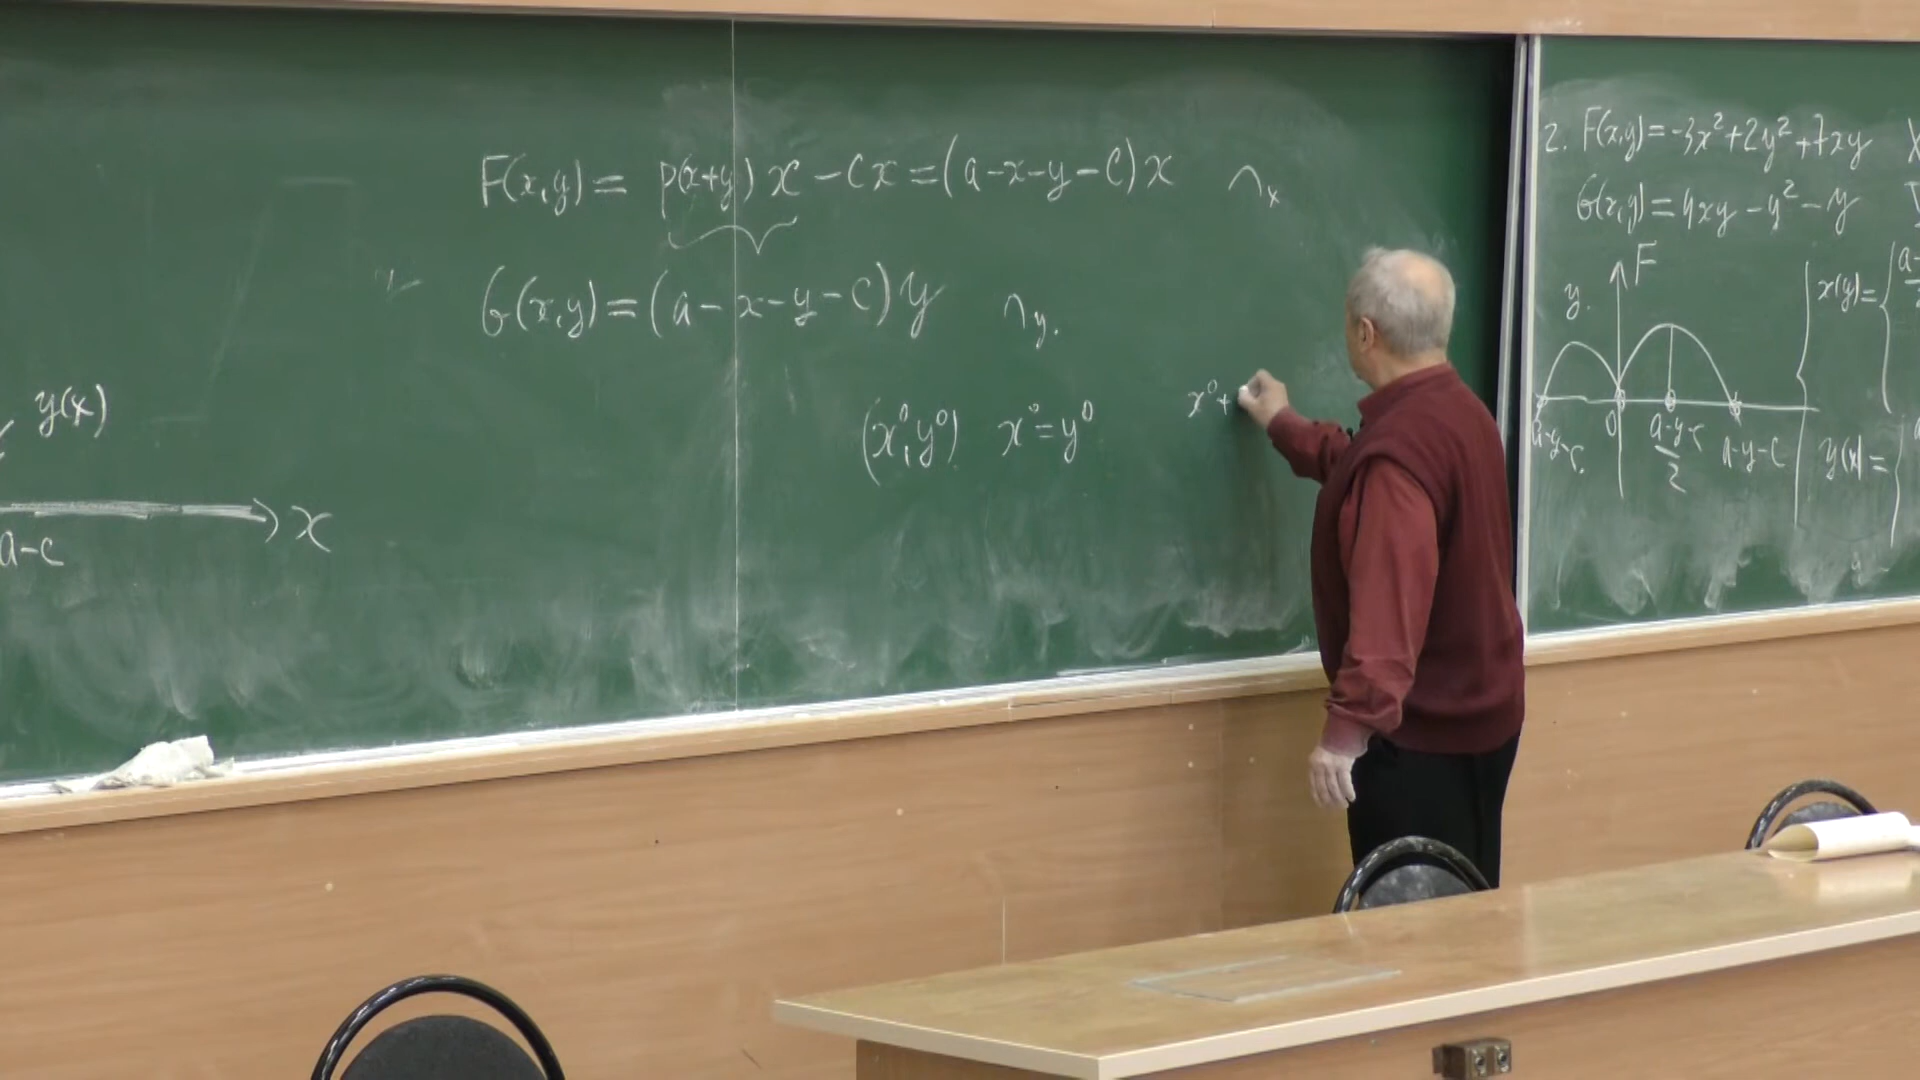 F(x,y) = p(x+y)x - cx = (a-x-y-c)x ∩x
G(x,y) = (a-x-y-c)y ∩y.
(x⁰,y⁰) x⁰=y⁰ x⁰+
y(x)
x
a-c
2. F(x,y)=-3x²+2y²+7xy X
G(x,y)=4xy-y²-y
F
y.
x(y)={
0 a-y-c/2 a-y-c
a-y-c
y(x)={